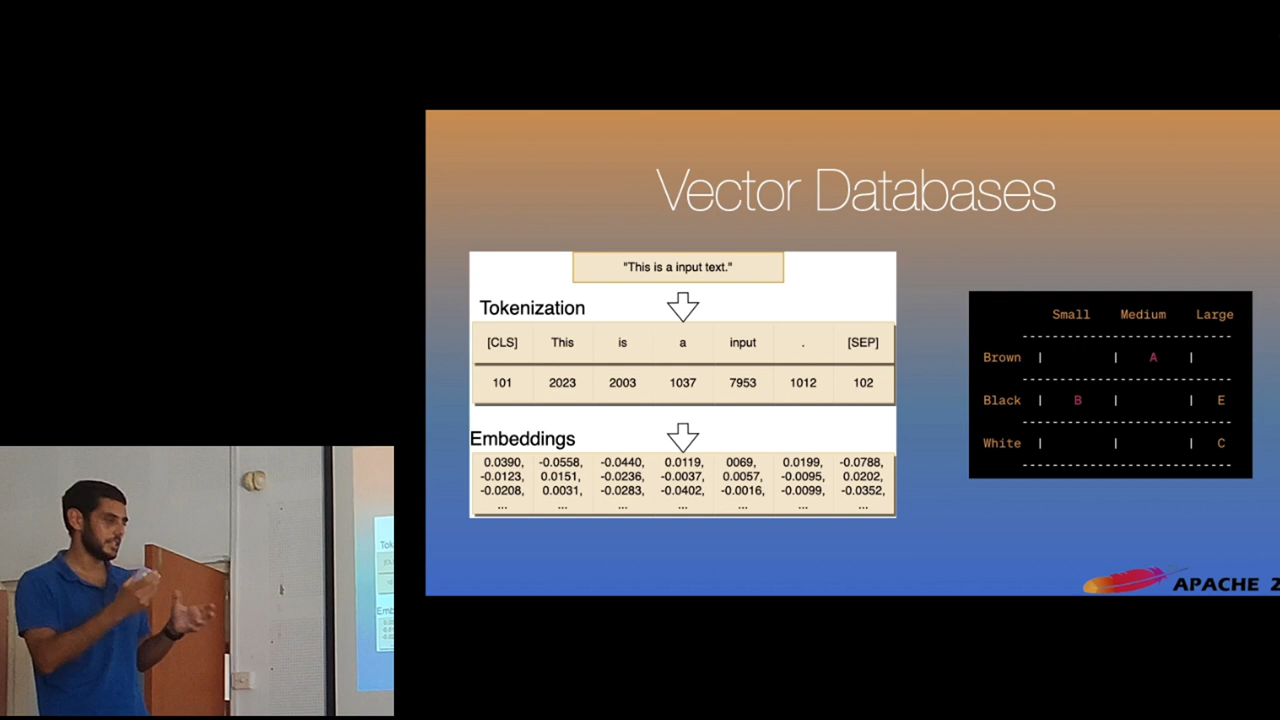 Vector Databases
"This is a input text."
Tokenization
[CLS] This is a input . [SEP]
101 2023 2003 1037 7953 1012 102
Embeddings
0.0390, -0.0558, -0.0440, 0.0119, 0069, 0.0199, -0.0788,
-0.0123, 0.0151, -0.0236, -0.0037, 0.0057, -0.0095, 0.0202,
-0.0208, 0.0031, -0.0283, -0.0402, -0.0016, -0.0099, -0.0352,
... ... ... ... ... ... ...
Small Medium Large
Brown | | A |
Black | B | | E
White | | | C
APACHE 2